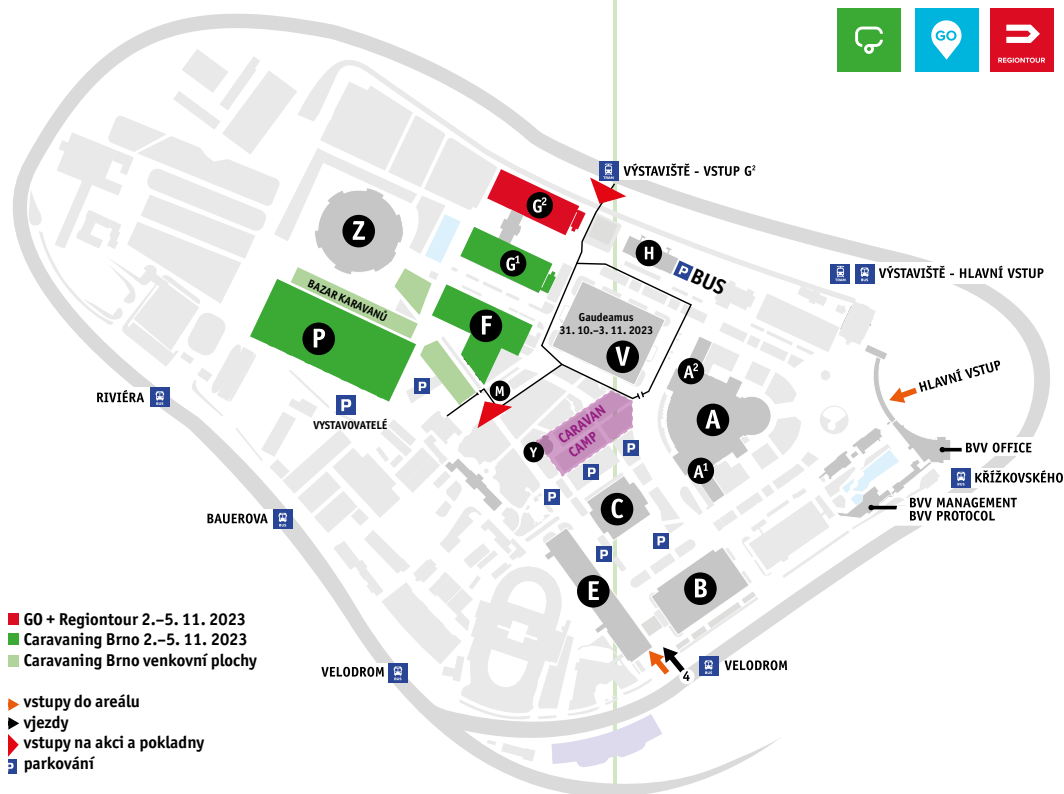 GO
REGIONTOUR
VÝSTAVIŠTĚ - VSTUP G²
G²
Z
H
G¹
P BUS
VÝSTAVIŠTĚ - HLAVNÍ VSTUP
BAZAR KARAVANŮ
Gaudeamus
31. 10.–3. 11. 2023
F
P
V
A²
HLAVNÍ VSTUP
P
M
RIVIÉRA
P
VYSTAVOVATELÉ
CARAVAN
CAMP
A
Y
P
BVV OFFICE
A¹
P
KŘÍŽKOVSKÉHO
P
BVV MANAGEMENT
BVV PROTOCOL
C
BAUEROVA
P
P
E
B
GO + Regiontour 2.–5. 11. 2023
Caravaning Brno 2.–5. 11. 2023
Caravaning Brno venkovní plochy
VELODROM
VELODROM
4
vstupy do areálu
vjezdy
vstupy na akci a pokladny
P parkování